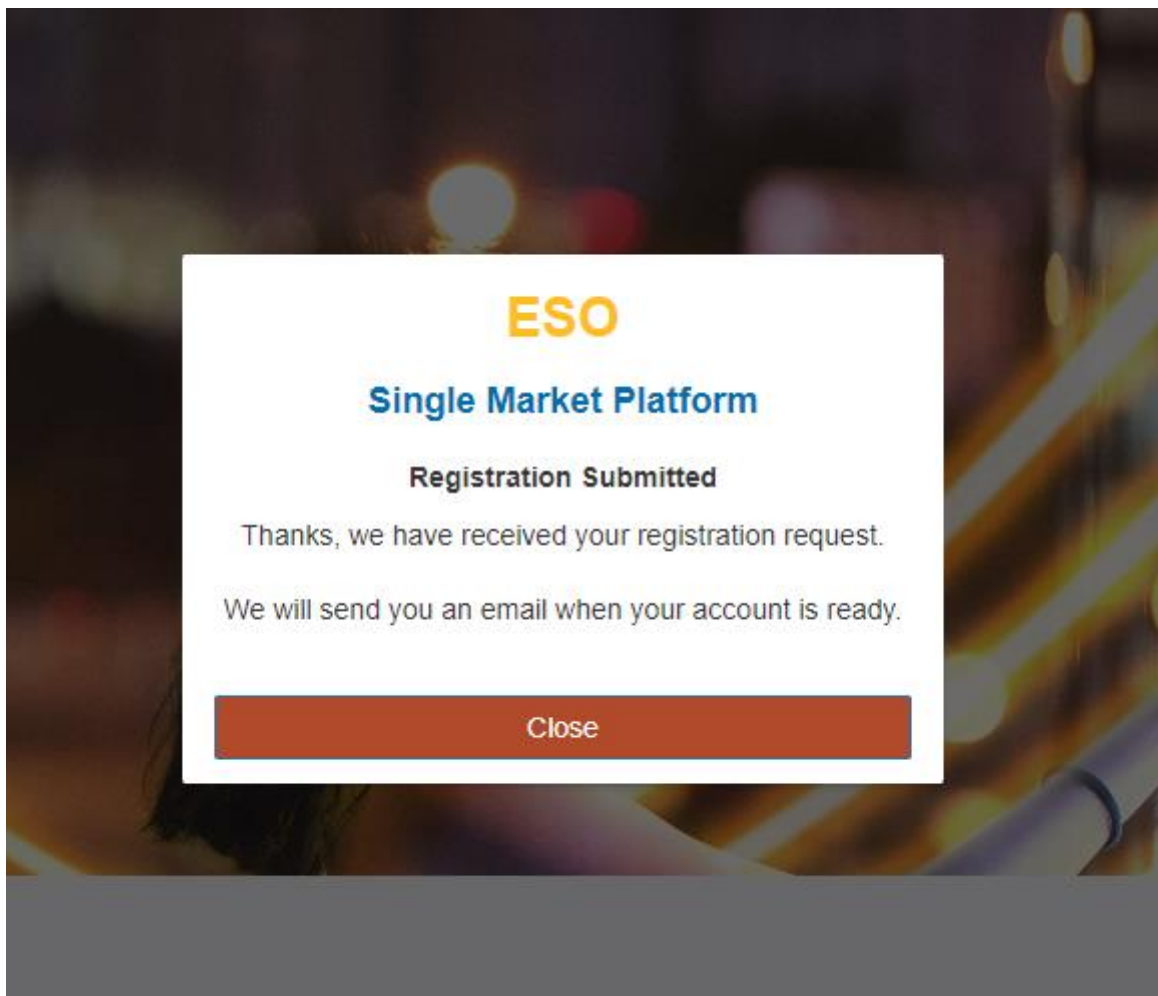 ESO
Single Market Platform
Registration Submitted
Thanks, we have received your registration request.
We will send you an email when your account is ready.
Close